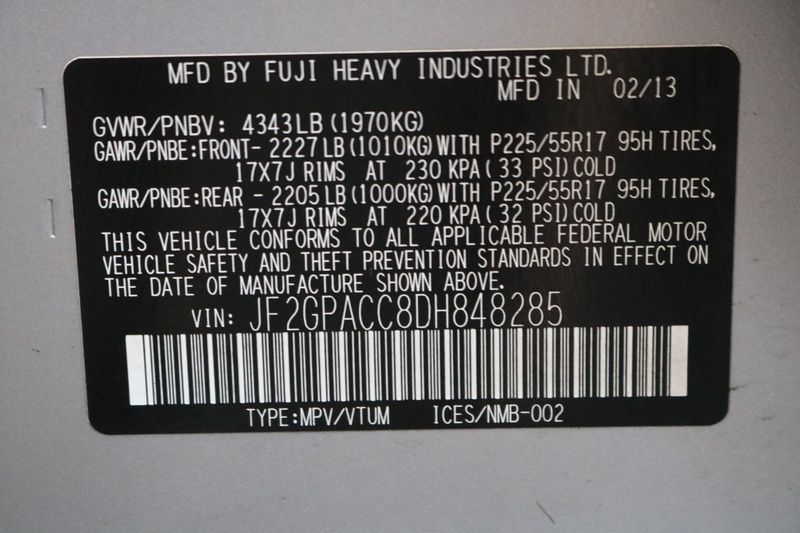 MFD BY FUJI HEAVY INDUSTRIES LTD.
MFD IN 02/13
GVWR/PNBV: 4343LB (1970KG)
GAWR/PNBE:FRONT- 2227LB (1010KG) WITH P225/55R17 95H TIRES,
17X7J RIMS AT 230 KPA ( 33 PSI) COLD
GAWR/PNBE:REAR - 2205LB (1000KG) WITH P225/55R17 95H TIRES,
17X7J RIMS AT 220 KPA ( 32 PSI) COLD
THIS VEHICLE CONFORMS TO ALL APPLICABLE FEDERAL MOTOR
VEHICLE SAFETY AND THEFT PREVENTION STANDARDS IN EFFECT ON
THE DATE OF MANUFACTURE SHOWN ABOVE.
VIN: JF2GPACC8DH848285
TYPE:MPV/VTUM ICES/NMB-002